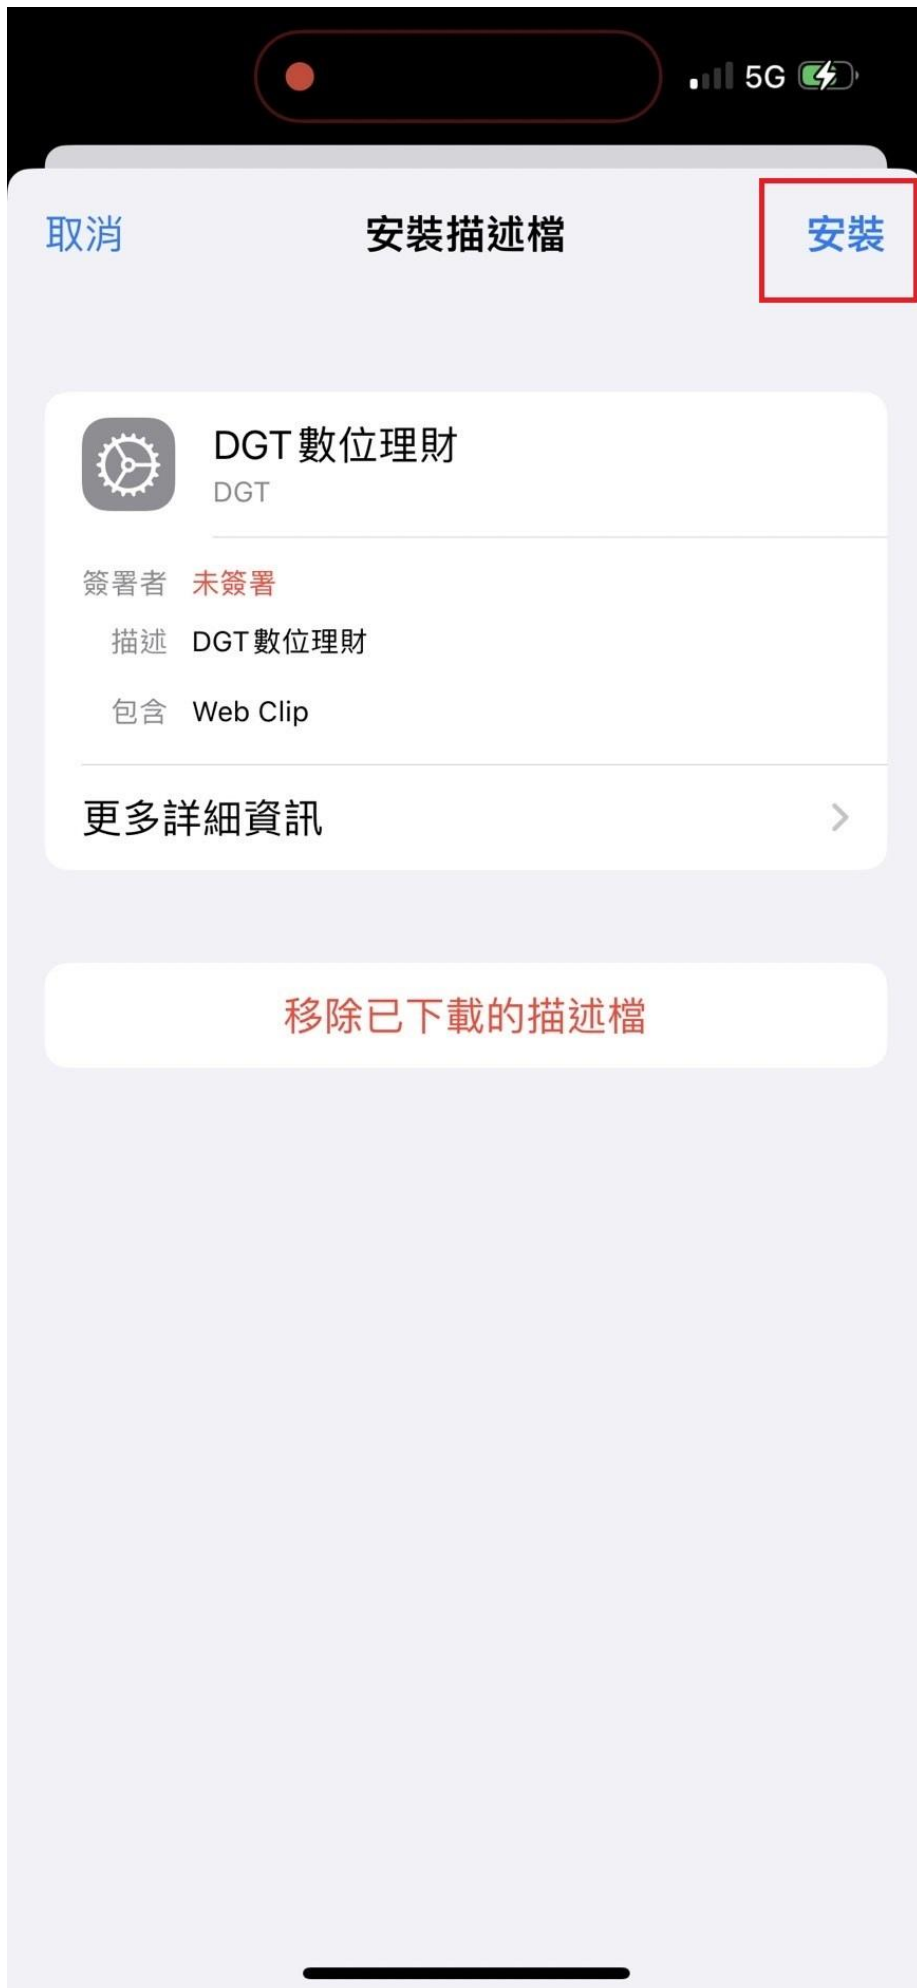 5G
取消 安裝描述檔 安裝
DGT數位理財
DGT
簽署者 未簽署
描述 DGT數位理財
包含 Web Clip
更多詳細資訊
移除已下載的描述檔